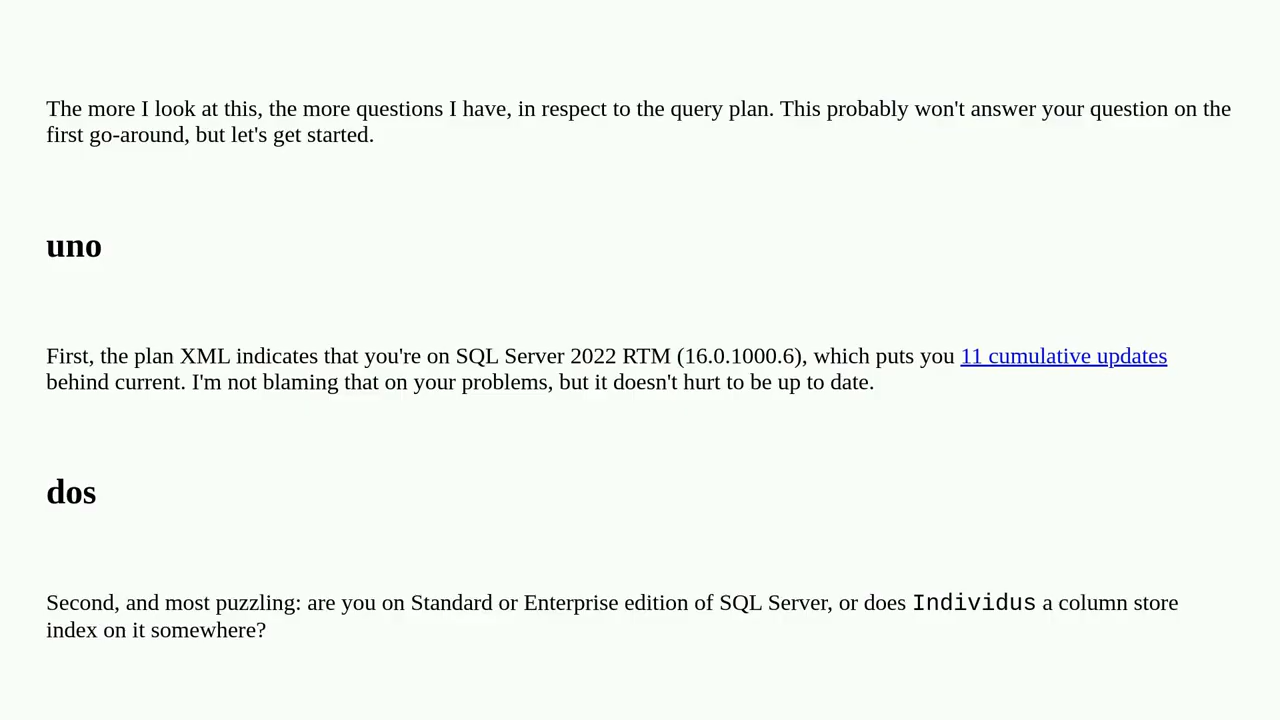 The more I look at this, the more questions I have, in respect to the query plan. This probably won't answer your question on the
first go-around, but let's get started.
uno
First, the plan XML indicates that you're on SQL Server 2022 RTM (16.0.1000.6), which puts you 11 cumulative updates
behind current. I'm not blaming that on your problems, but it doesn't hurt to be up to date.
dos
Second, and most puzzling: are you on Standard or Enterprise edition of SQL Server, or does Individus a column store
index on it somewhere?